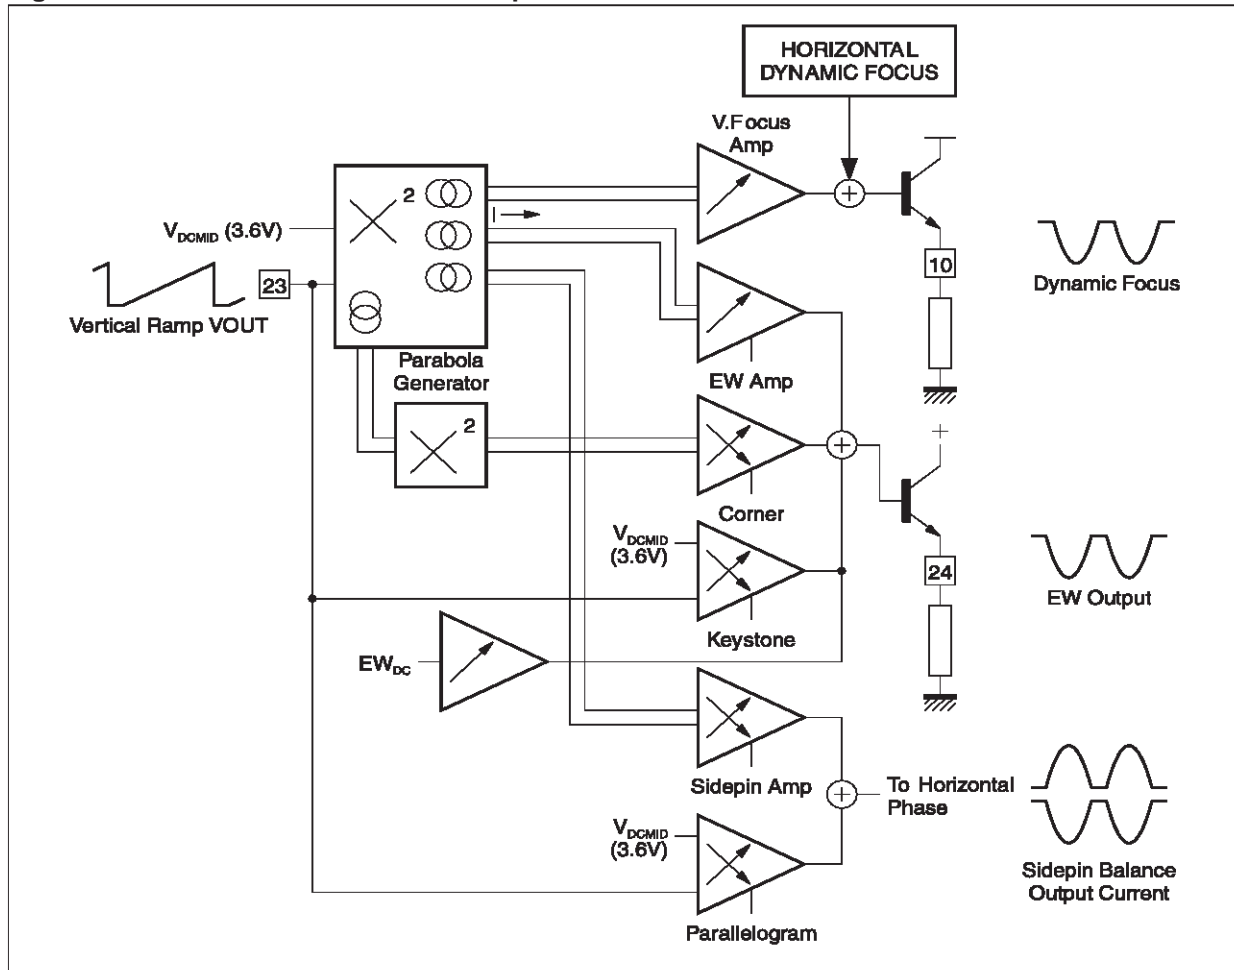 HORIZONTAL
DYNAMIC FOCUS
V.Focus
Amp
2
I
V_DCMID (3.6V)
23
Vertical Ramp VOUT
Parabola
Generator
10
Dynamic Focus
EW Amp
2
+
+
+
Corner
V_DCMID
(3.6V)
24
EW Output
Keystone
EW_DC
Sidepin Amp
+
To Horizontal
Phase
V_DCMID
(3.6V)
Sidepin Balance
Output Current
Parallelogram